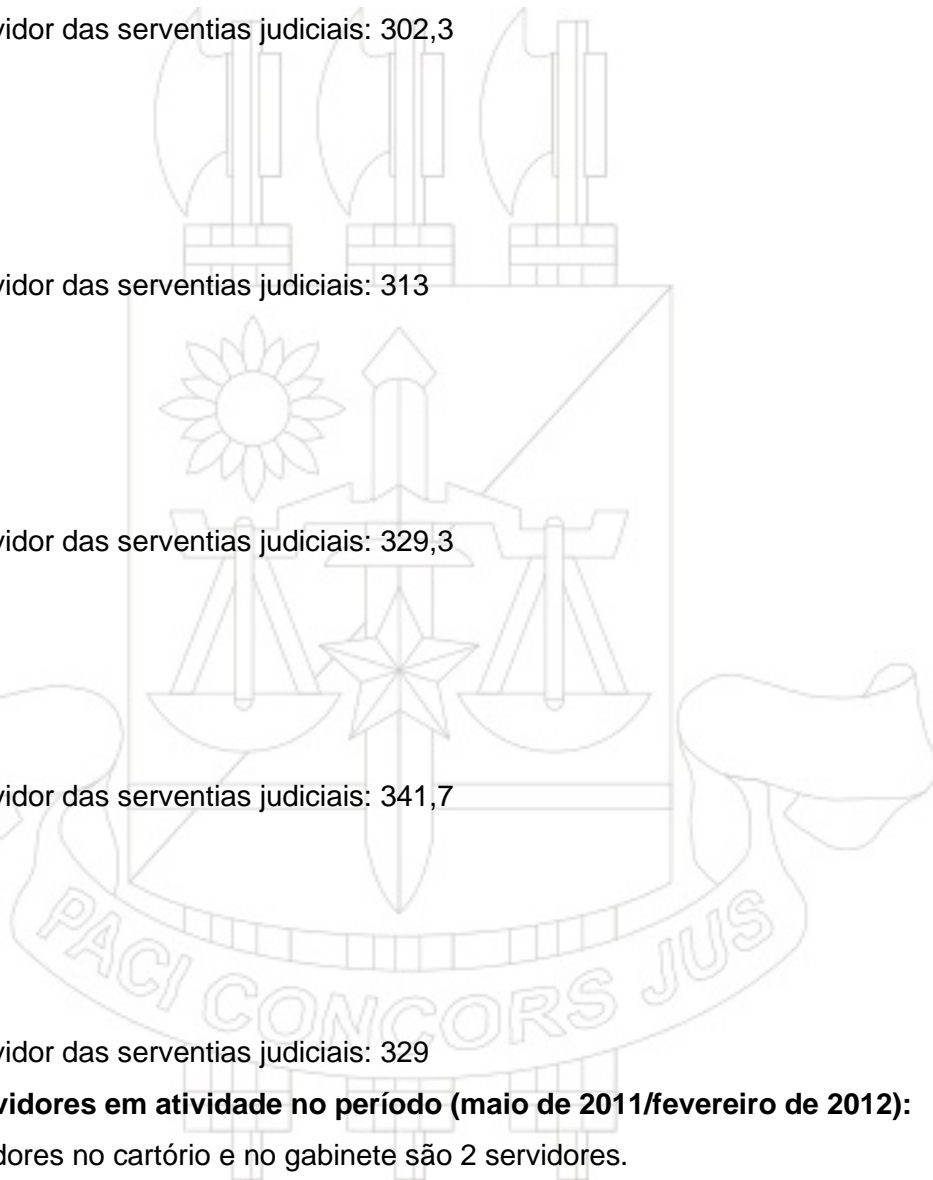 vidor das serventias judiciais: 302,3
vidor das serventias judiciais: 313
vidor das serventias judiciais: 329,3
vidor das serventias judiciais: 341,7
PACI CONCORS JUS
vidor das serventias judiciais: 329
vidores em atividade no período (maio de 2011/fevereiro de 2012):
dores no cartório e no gabinete são 2 servidores.